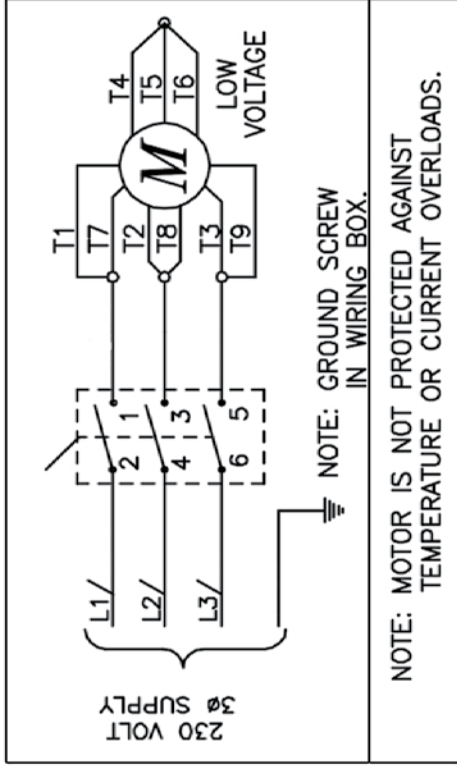 230 VOLT
3ø SUPPLY
L1
L2
L3
2
1
4
3
6
5
T1
T7
T2
T8
T3
T9
M
T4
T5
T6
LOW
VOLTAGE
NOTE: GROUND SCREW
IN WIRING BOX.
NOTE: MOTOR IS NOT PROTECTED AGAINST
TEMPERATURE OR CURRENT OVERLOADS.